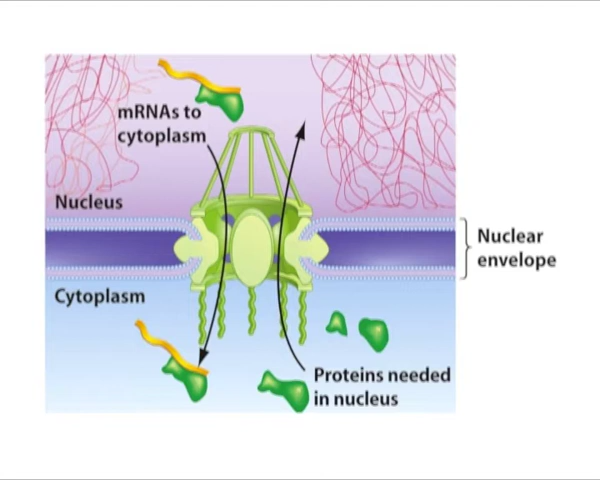 mRNAs to
cytoplasm
Nucleus
Nuclear
envelope
Cytoplasm
Proteins needed
in nucleus